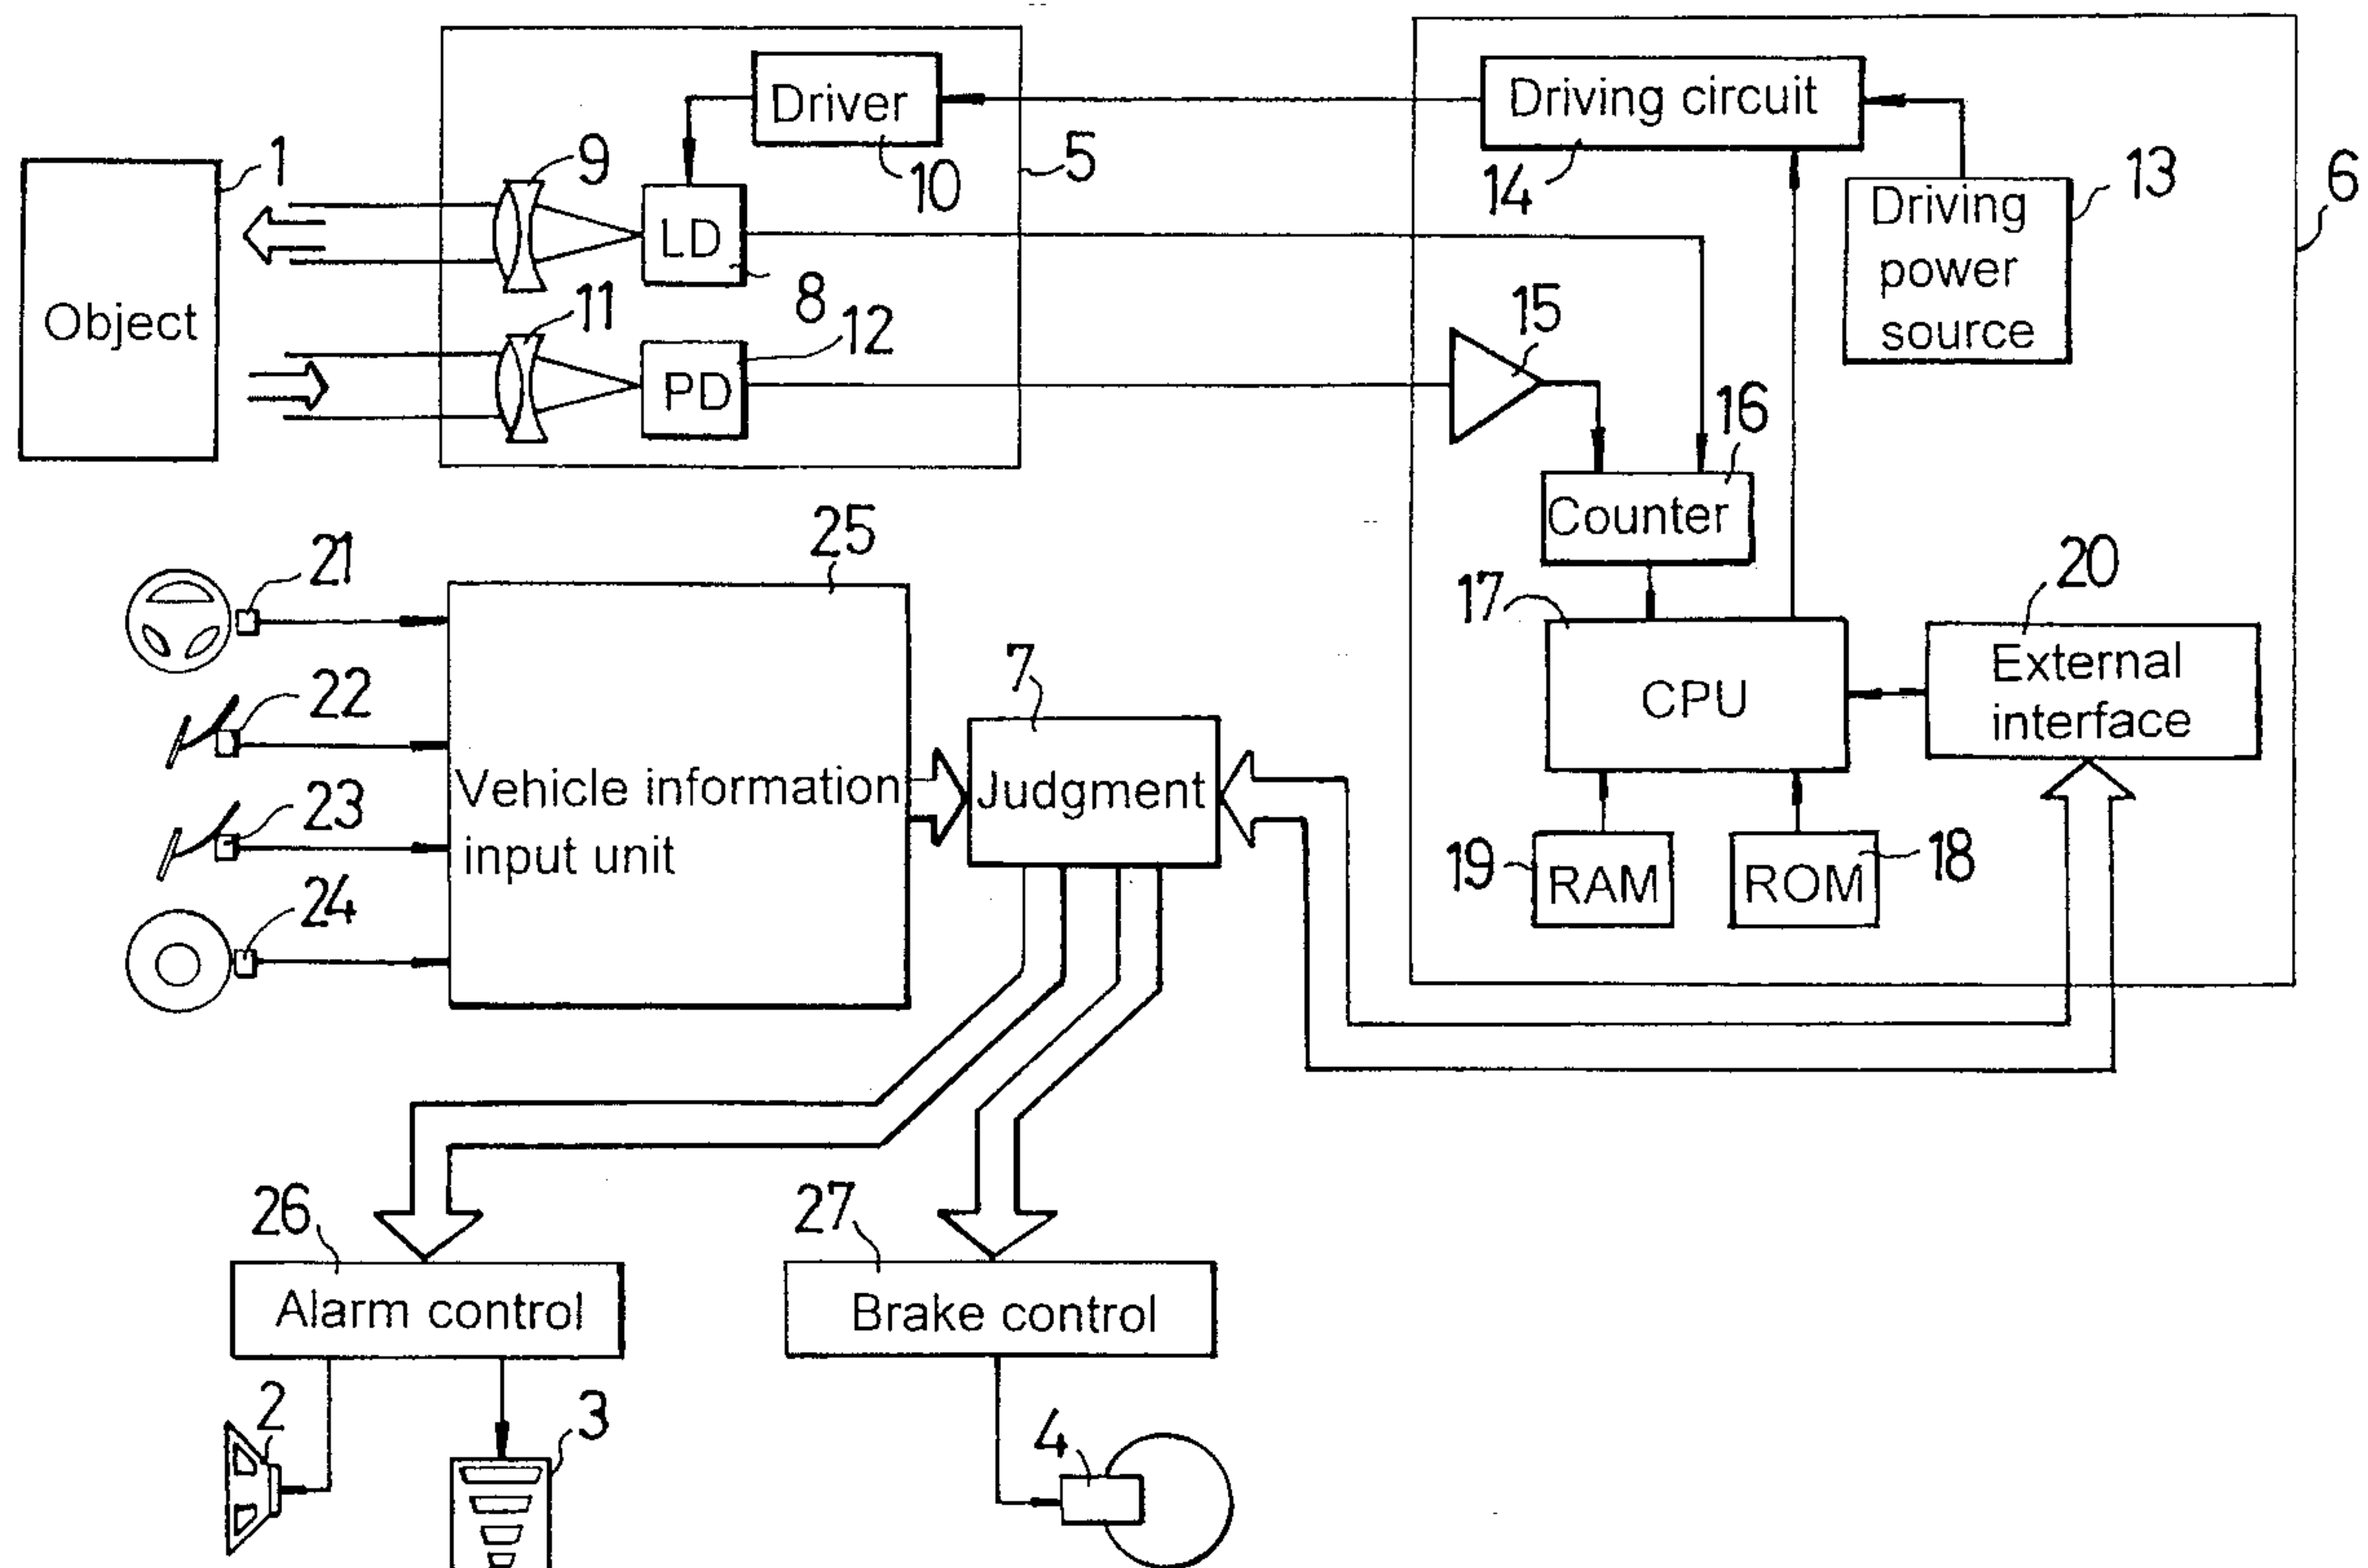 Driver
Driving circuit
1
9
10
5
14
13
6
LD
Driving
power
source
Object
11
8
12
15
PD
16
Counter
21
25
17
20
External
interface
22
7
CPU
23
Vehicle information
input unit
Judgment
24
19
RAM
ROM
18
26
27
Alarm control
Brake control
2
3
4